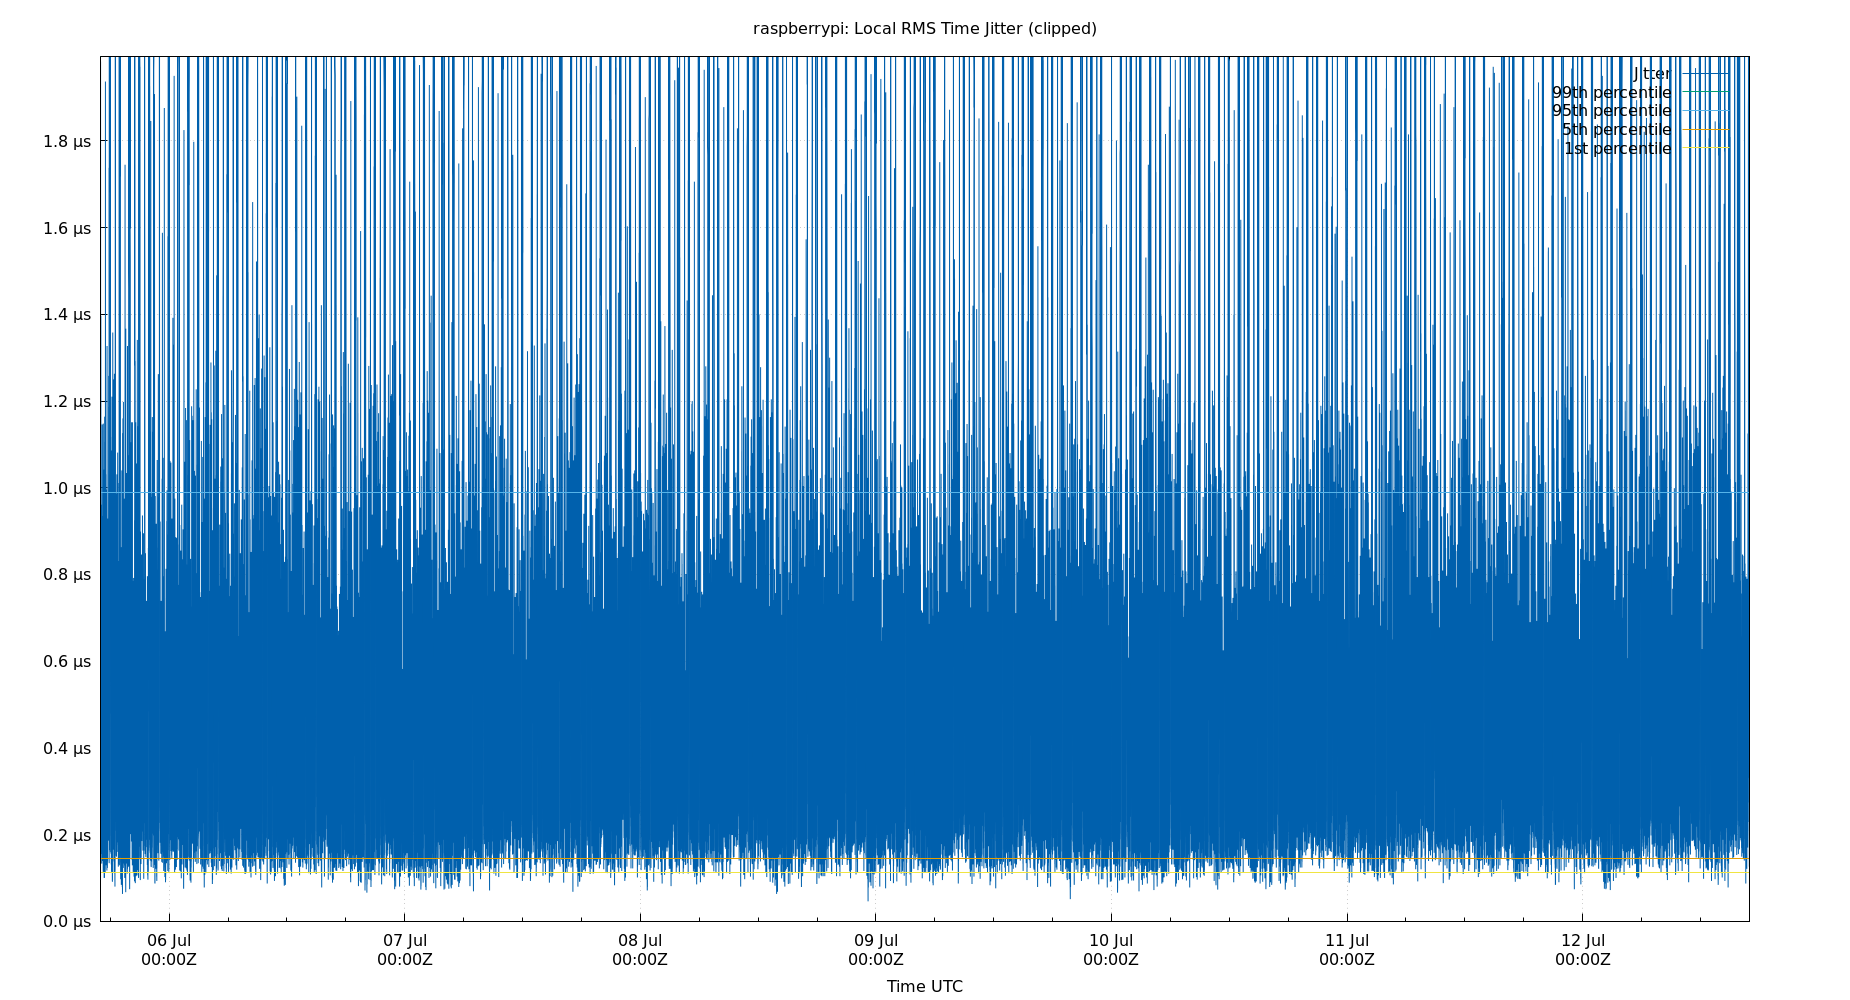 raspberrypi: Local RMS Time Jitter (clipped)
Jitter
99th percentile
95th percentile
5th percentile
1st percentile
1.8 µs
1.6 µs
1.4 µs
1.2 µs
1.0 µs
0.8 µs
0.6 µs
0.4 µs
0.2 µs
0.0 µs
06 Jul 07 Jul 08 Jul 09 Jul 10 Jul 11 Jul 12 Jul
00:00Z 00:00Z 00:00Z 00:00Z 00:00Z 00:00Z 00:00Z
Time UTC